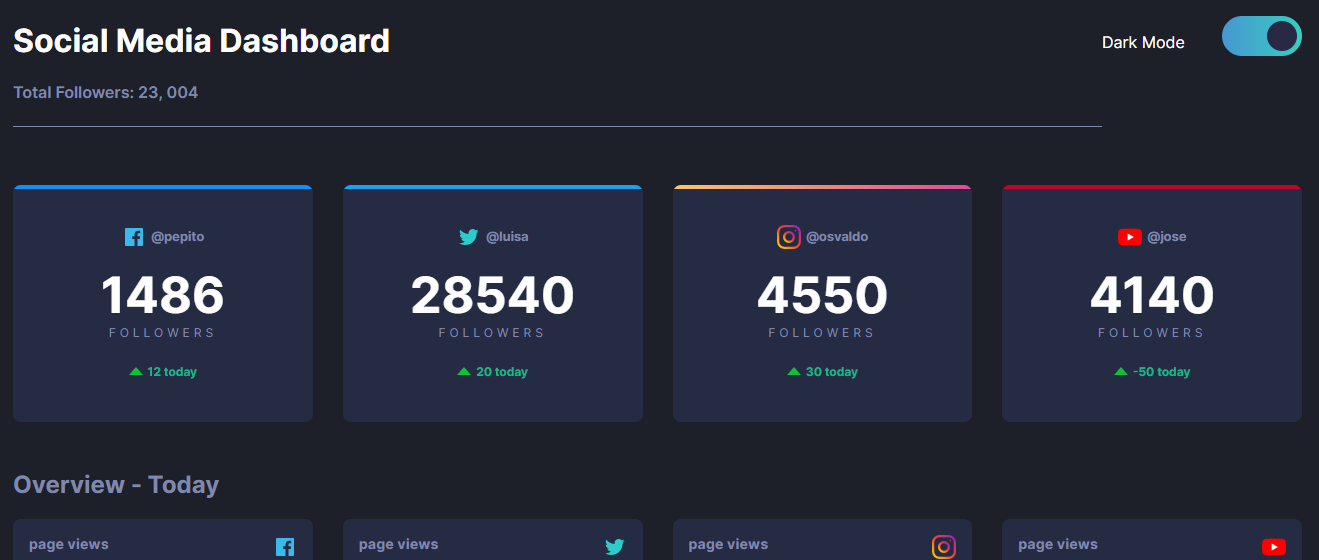 Social Media Dashboard
Dark Mode
Total Followers: 23, 004
@pepito
1486
FOLLOWERS
12 today
@luisa
28540
FOLLOWERS
20 today
@osvaldo
4550
FOLLOWERS
30 today
@jose
4140
FOLLOWERS
-50 today
Overview - Today
page views
page views
page views
page views